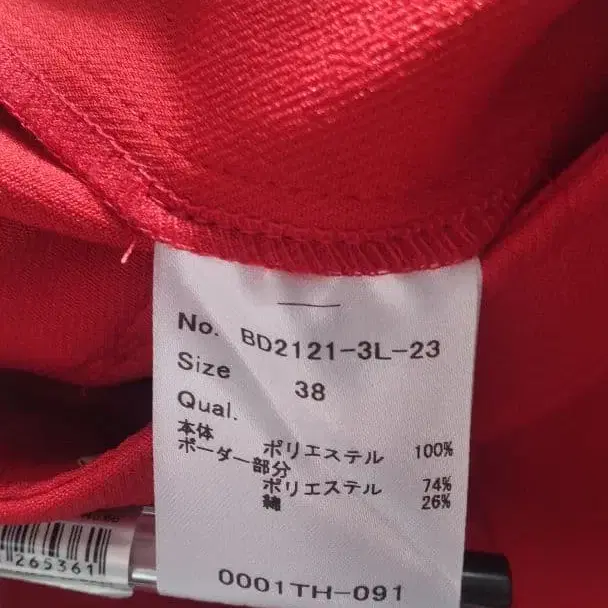 No. BD2121-3L-23
Size 38
Qual.
本体 ポリエステル 100%
ボーダー部分
ポリエステル 74%
綿 26%
0001TH-091
265361